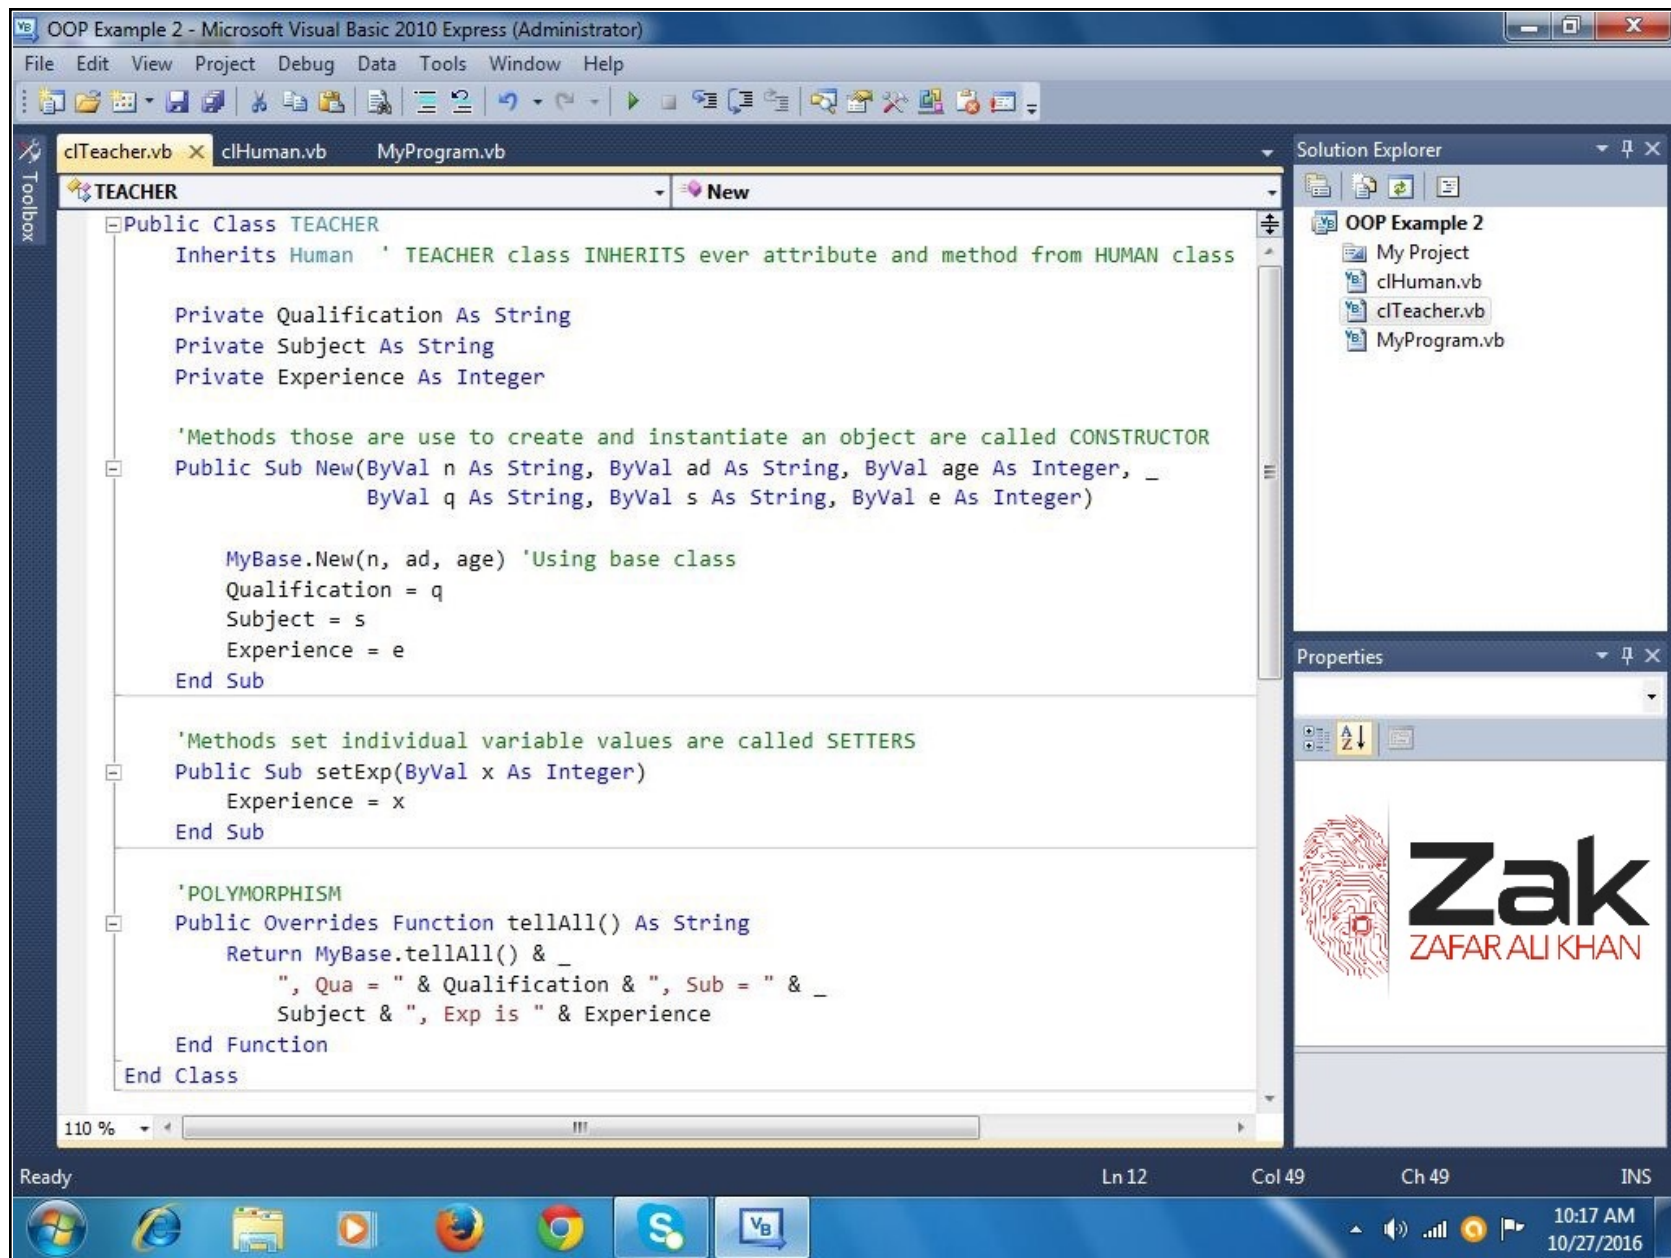 OOP Example 2 - Microsoft Visual Basic 2010 Express (Administrator)
File Edit View Project Debug Data Tools Window Help
Toolbox
clTeacher.vb clHuman.vb MyProgram.vb
TEACHER New
Public Class TEACHER
Inherits Human ' TEACHER class INHERITS ever attribute and method from HUMAN class
Private Qualification As String
Private Subject As String
Private Experience As Integer
'Methods those are use to create and instantiate an object are called CONSTRUCTOR
Public Sub New(ByVal n As String, ByVal ad As String, ByVal age As Integer, _
ByVal q As String, ByVal s As String, ByVal e As Integer)
MyBase.New(n, ad, age) 'Using base class
Qualification = q
Subject = s
Experience = e
End Sub
'Methods set individual variable values are called SETTERS
Public Sub setExp(ByVal x As Integer)
Experience = x
End Sub
'POLYMORPHISM
Public Overrides Function tellAll() As String
Return MyBase.tellAll() & _
", Qua = " & Qualification & ", Sub = " & _
Subject & ", Exp is " & Experience
End Function
End Class
110 %
Solution Explorer
OOP Example 2
My Project
clHuman.vb
clTeacher.vb
MyProgram.vb
Properties
Zak
ZAFAR ALI KHAN
Ready Ln 12 Col 49 Ch 49 INS
10:17 AM
10/27/2016